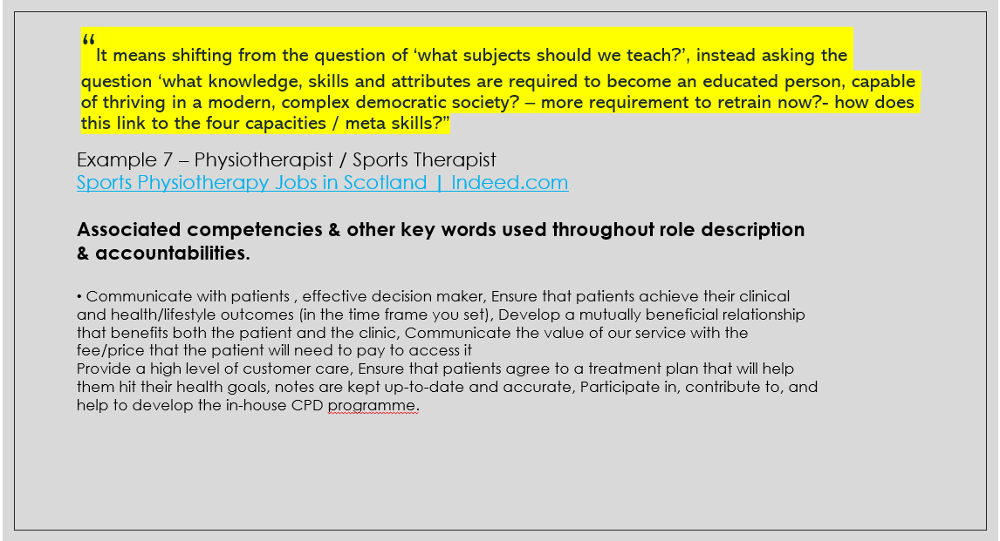 “It means shifting from the question of ‘what subjects should we teach?’, instead asking the
question ‘what knowledge, skills and attributes are required to become an educated person, capable
of thriving in a modern, complex democratic society? – more requirement to retrain now?- how does
this link to the four capacities / meta skills?”
Example 7 – Physiotherapist / Sports Therapist
Sports Physiotherapy Jobs in Scotland | Indeed.com
Associated competencies & other key words used throughout role description
& accountabilities.
• Communicate with patients , effective decision maker, Ensure that patients achieve their clinical
and health/lifestyle outcomes (in the time frame you set), Develop a mutually beneficial relationship
that benefits both the patient and the clinic, Communicate the value of our service with the
fee/price that the patient will need to pay to access it
Provide a high level of customer care, Ensure that patients agree to a treatment plan that will help
them hit their health goals, notes are kept up-to-date and accurate, Participate in, contribute to, and
help to develop the in-house CPD programme.